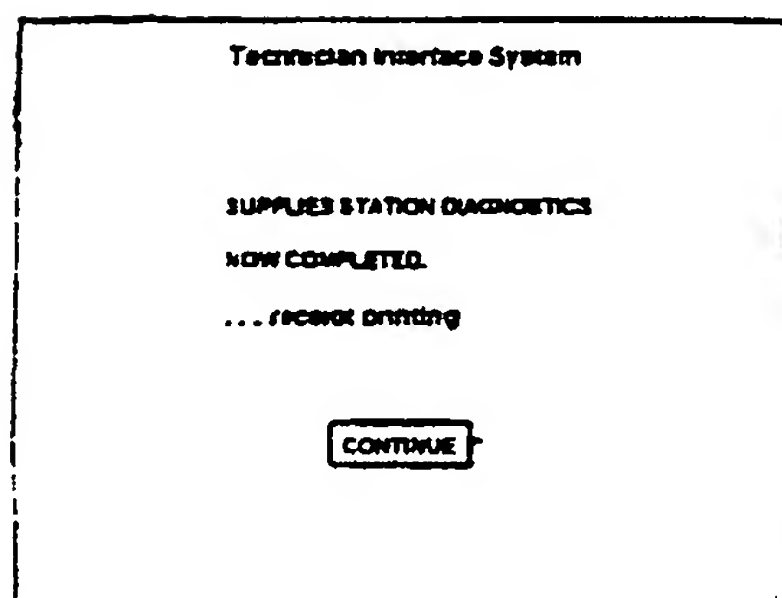 Technician Interface System
SUPPLIES STATION DIAGNOSTICS
NOW COMPLETED.
. . . receipt printing
CONTINUE